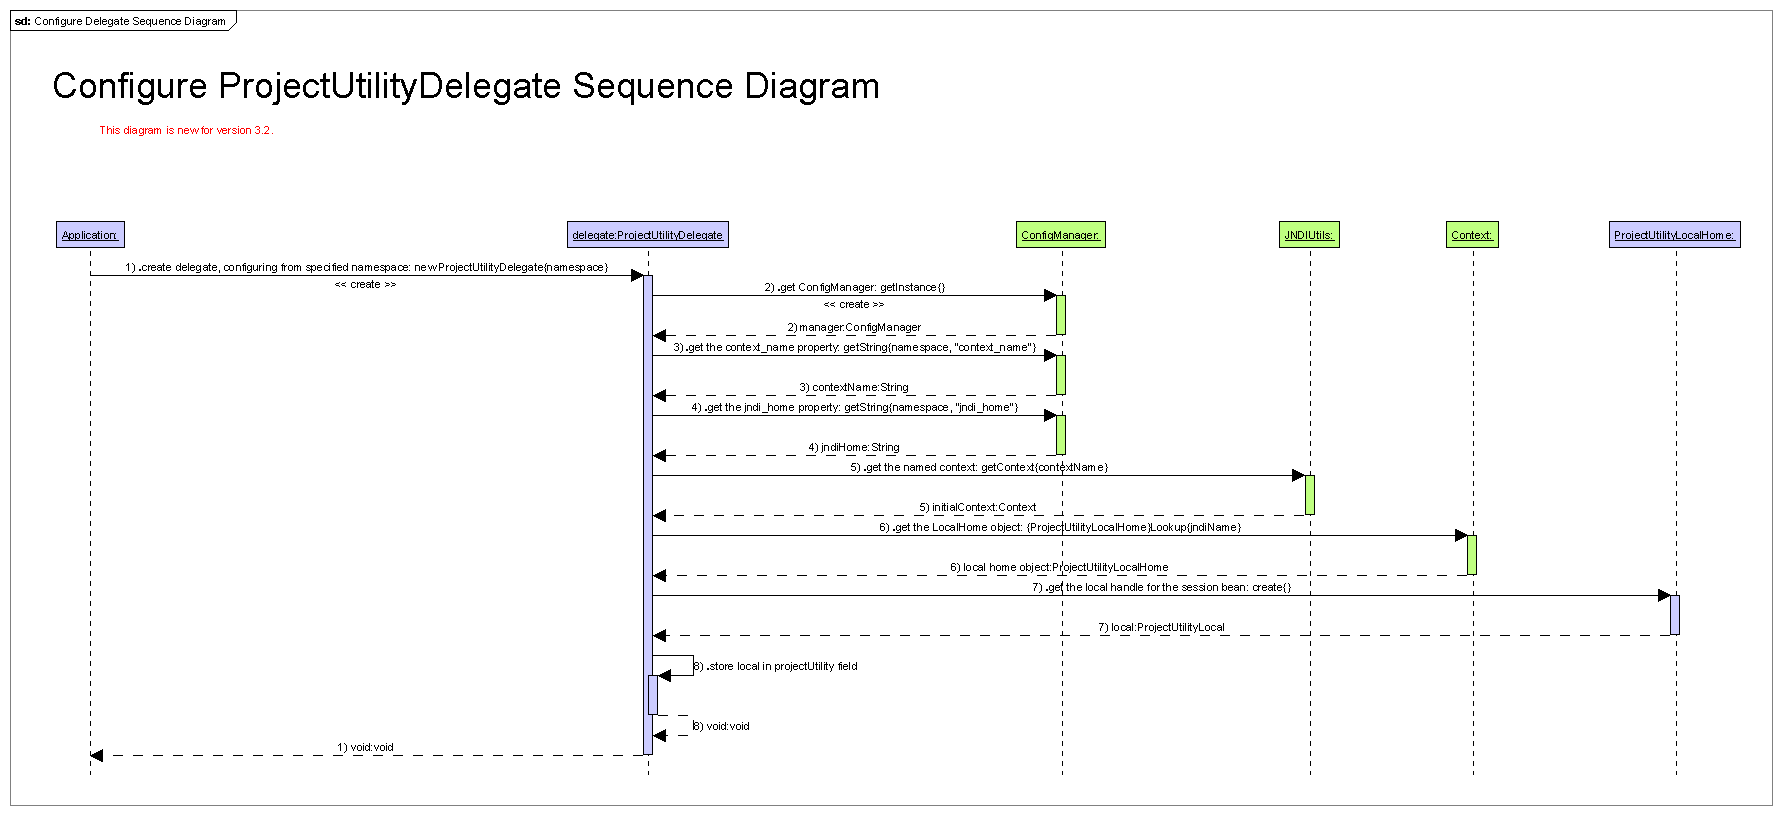 sd: Configure Delegate Sequence Diagram
Configure ProjectUtilityDelegate Sequence Diagram
This diagram is new for version 3.2.
Application: delegate:ProjectUtilityDelegate ConfigManager: JNDIUtils: Context: ProjectUtilityLocalHome:
1) .create delegate, configuring from specified namespace: new ProjectUtilityDelegate{namespace}
<< create >>
2) .get ConfigManager: getInstance{}
<< create >>
2) manager:ConfigManager
3) .get the context_name property: getString{namespace, "context_name"}
3) contextName:String
4) .get the jndi_home property: getString{namespace, "jndi_home"}
4) jndiHome:String
5) .get the named context: getContext{contextName}
5) initialContext:Context
6) .get the LocalHome object: {ProjectUtilityLocalHome}Lookup{jndiName}
6) local home object:ProjectUtilityLocalHome
7) .get the local handle for the session bean: create{}
7) local:ProjectUtilityLocal
8) .store local in projectUtility field
8) void:void
1) void:void